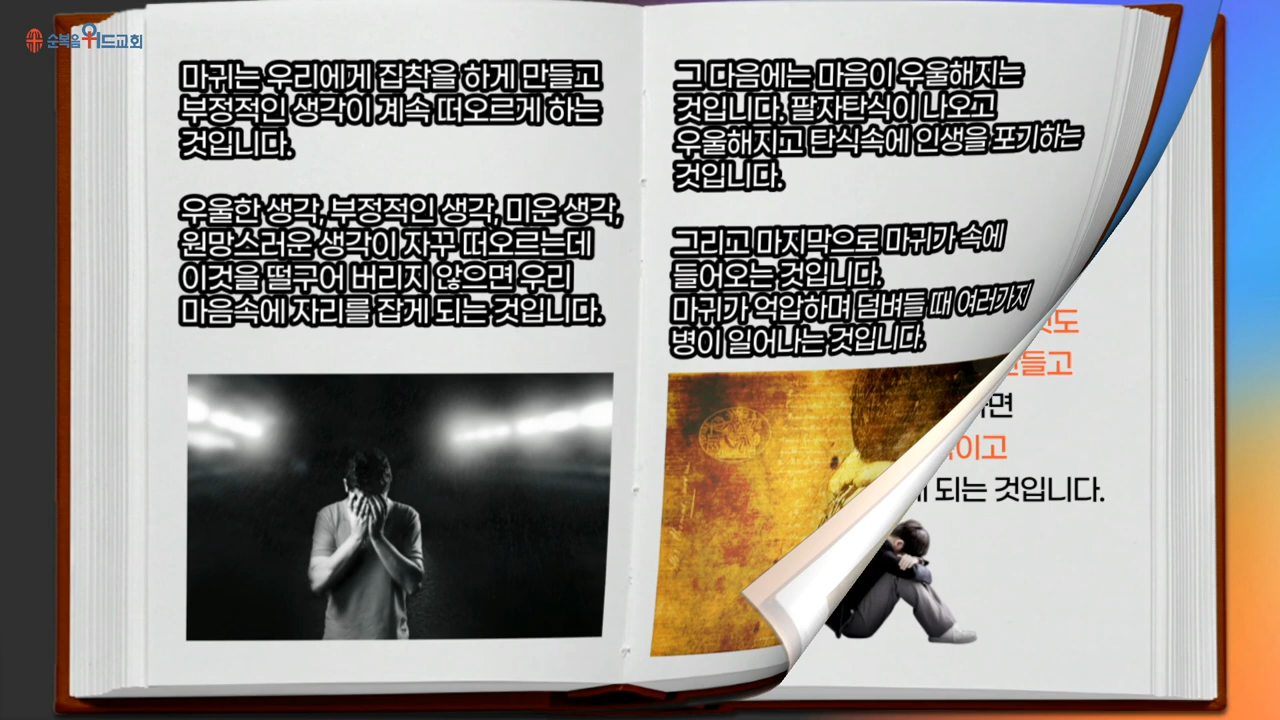 순복음위드교회
마귀는 우리에게 집착을 하게 만들고
부정적인 생각이 계속 떠오르게 하는
것입니다.
우울한 생각, 부정적인 생각, 미운 생각,
원망스러운 생각이 자꾸 떠오르는데
이것을 떨구어 버리지 않으면 우리
마음속에 자리를 잡게 되는 것입니다.
그 다음에는 마음이 우울해지는
것입니다. 팔자탄식이 나오고
우울해지고 탄식속에 인생을 포기하는
것입니다.
그리고 마지막으로 마귀가 속에
들어오는 것입니다.
마귀가 억압하며 덤벼들 때 여러가지
병이 일어나는 것입니다.
되는 것입니다.